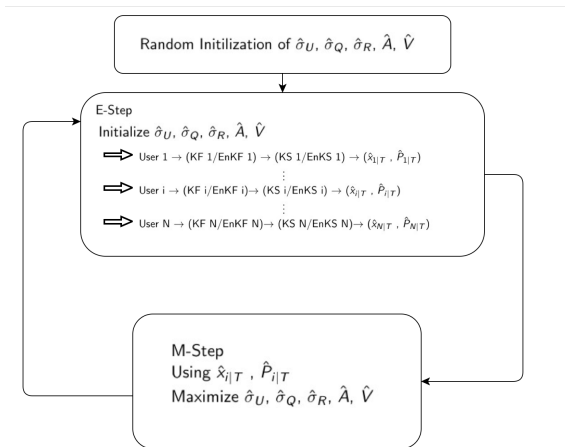 Random Initilization of σ̂_U, σ̂_Q, σ̂_R, Â, V̂
E-Step
Initialize σ̂_U, σ̂_Q, σ̂_R, Â, V̂
User 1 → (KF 1/EnKF 1) → (KS 1/EnKS 1) → (x̂_{1|T} , P̂_{1|T})
⋮
User i → (KF i/EnKF i)→ (KS i/EnKS i) → (x̂_{i|T} , P̂_{i|T})
⋮
User N → (KF N/EnKF N)→ (KS N/EnKS N)→ (x̂_{N|T} , P̂_{N|T})
M-Step
Using x̂_{i|T} , P̂_{i|T}
Maximize σ̂_U, σ̂_Q, σ̂_R, Â, V̂